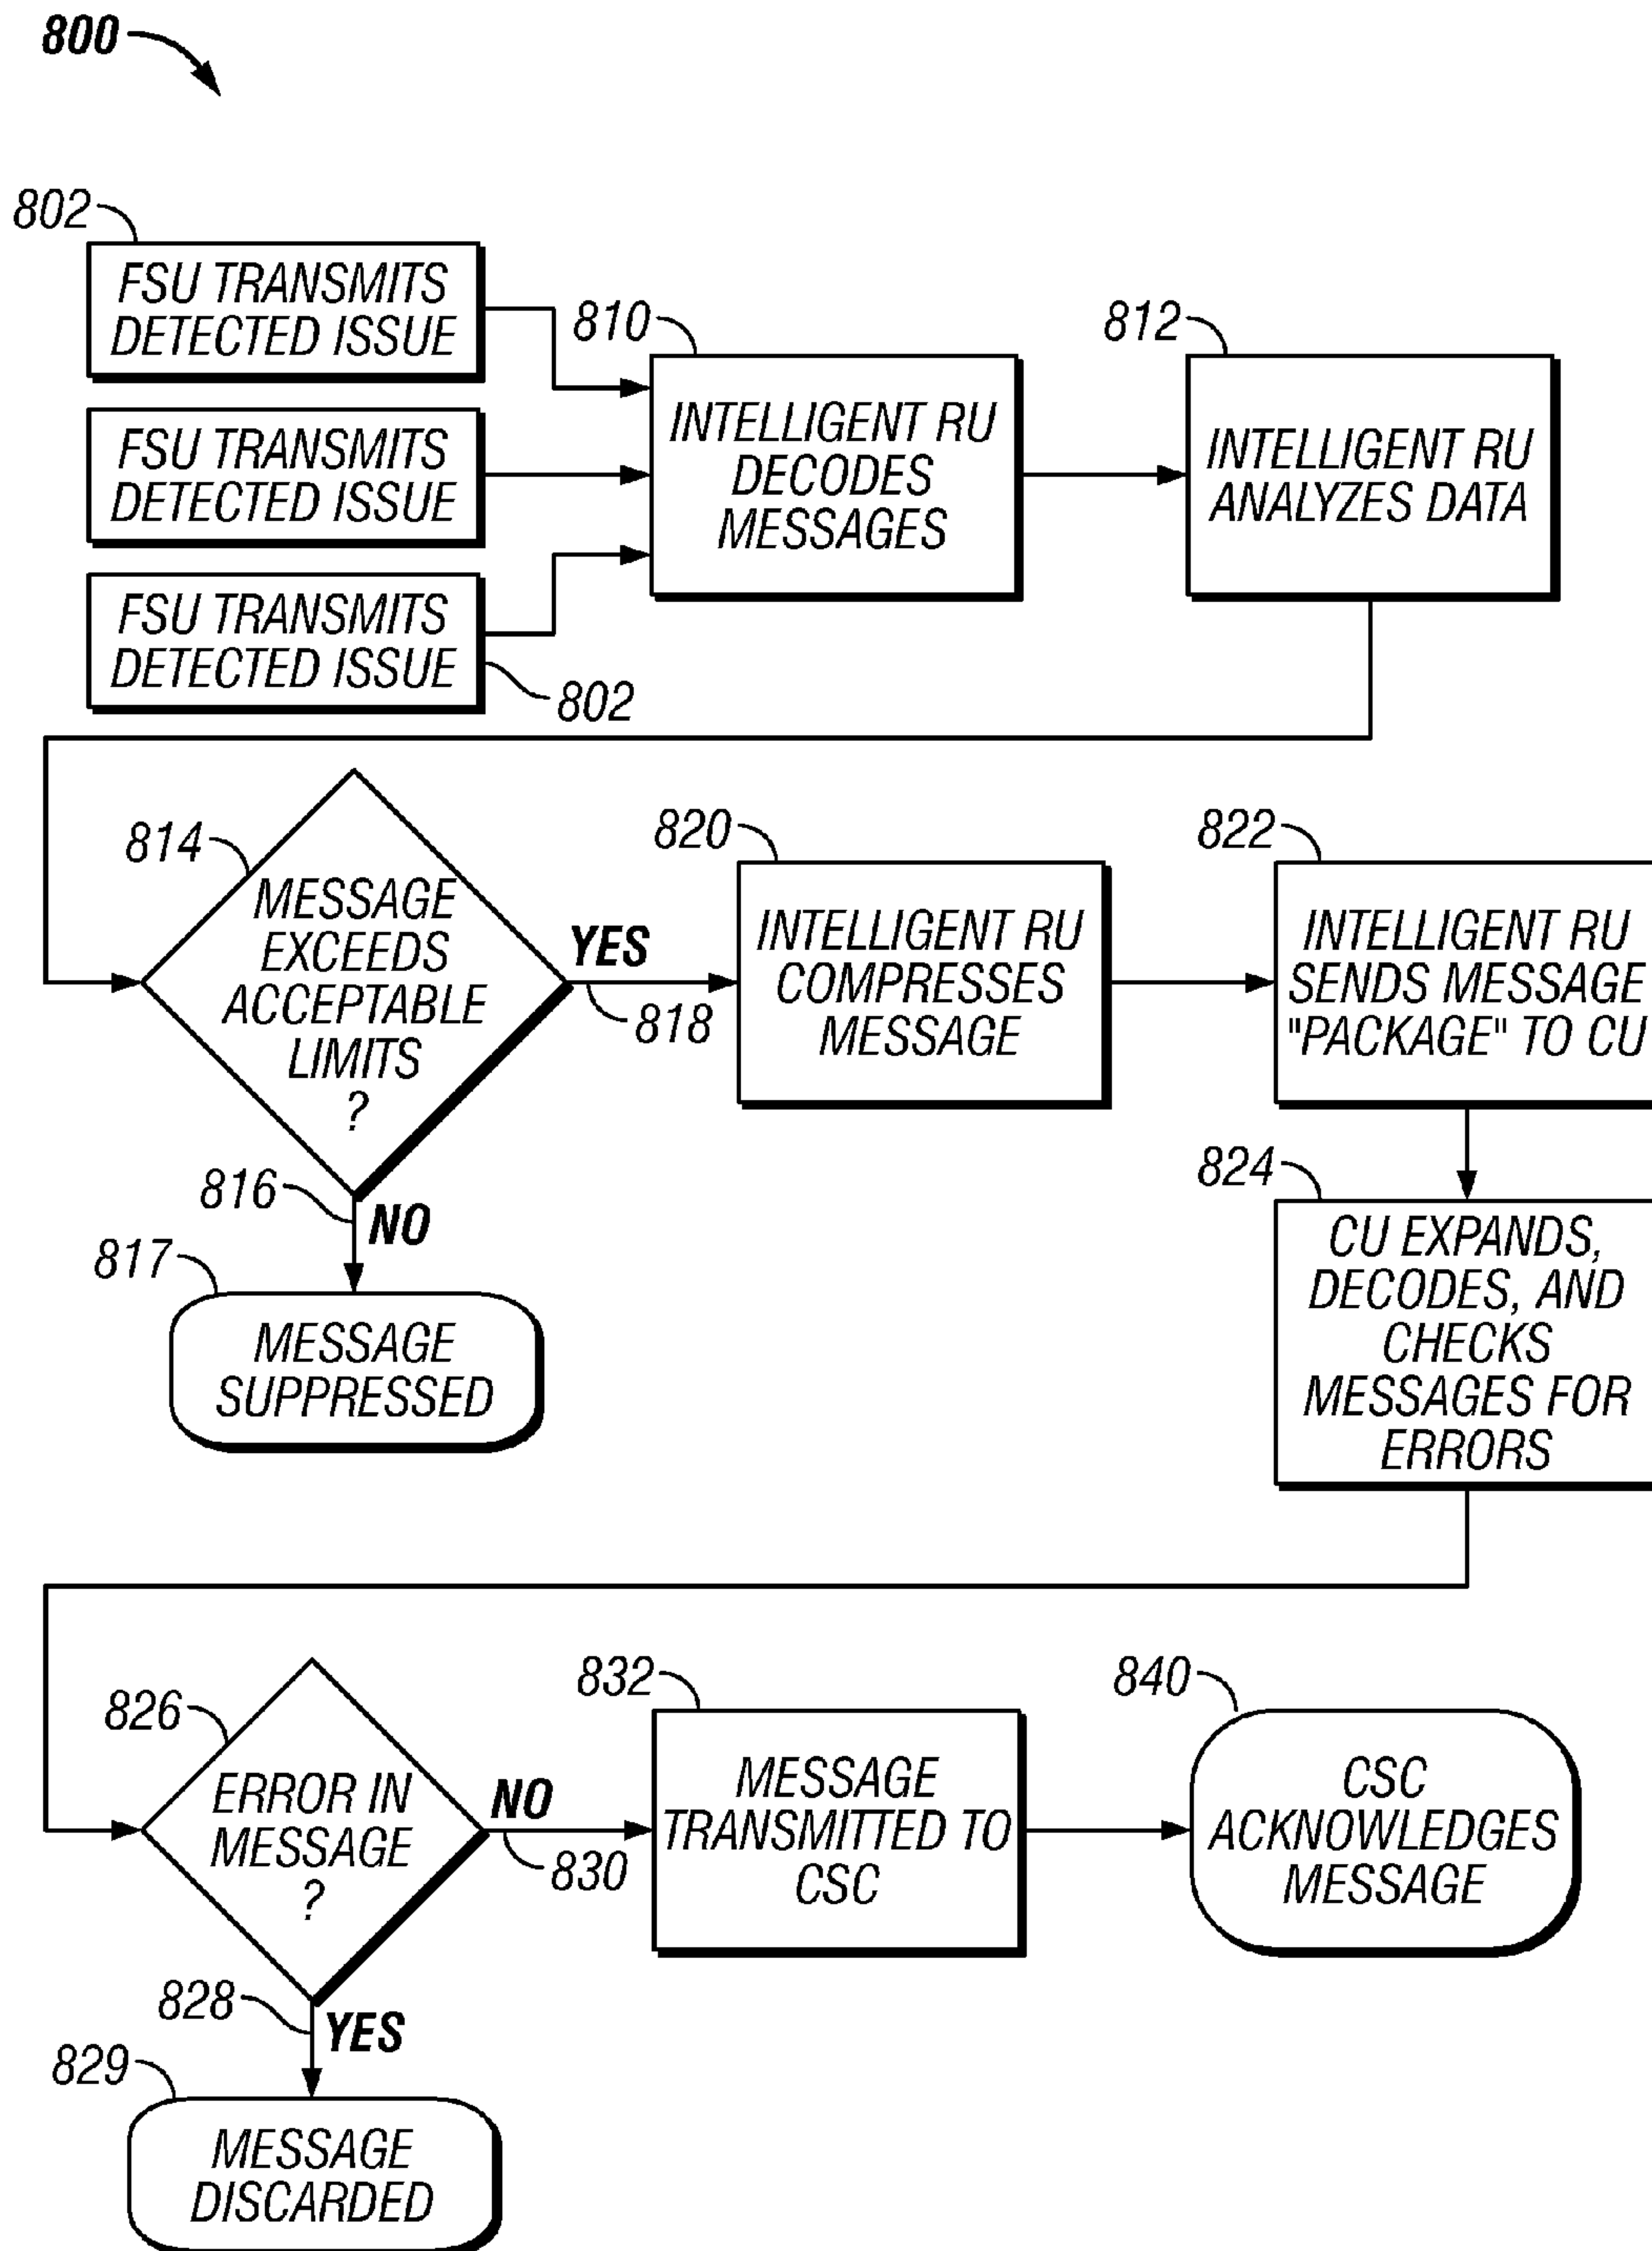 800
802
FSU TRANSMITS
DETECTED ISSUE
FSU TRANSMITS
DETECTED ISSUE
FSU TRANSMITS
DETECTED ISSUE
802
810
INTELLIGENT RU
DECODES
MESSAGES
812
INTELLIGENT RU
ANALYZES DATA
814
MESSAGE
EXCEEDS
ACCEPTABLE
LIMITS
?
816
NO
817
MESSAGE
SUPPRESSED
YES
818
820
INTELLIGENT RU
COMPRESSES
MESSAGE
822
INTELLIGENT RU
SENDS MESSAGE
"PACKAGE" TO CU
824
CU EXPANDS,
DECODES, AND
CHECKS
MESSAGES FOR
ERRORS
826
ERROR IN
MESSAGE
?
828
YES
829
MESSAGE
DISCARDED
NO
830
832
MESSAGE
TRANSMITTED TO
CSC
840
CSC
ACKNOWLEDGES
MESSAGE